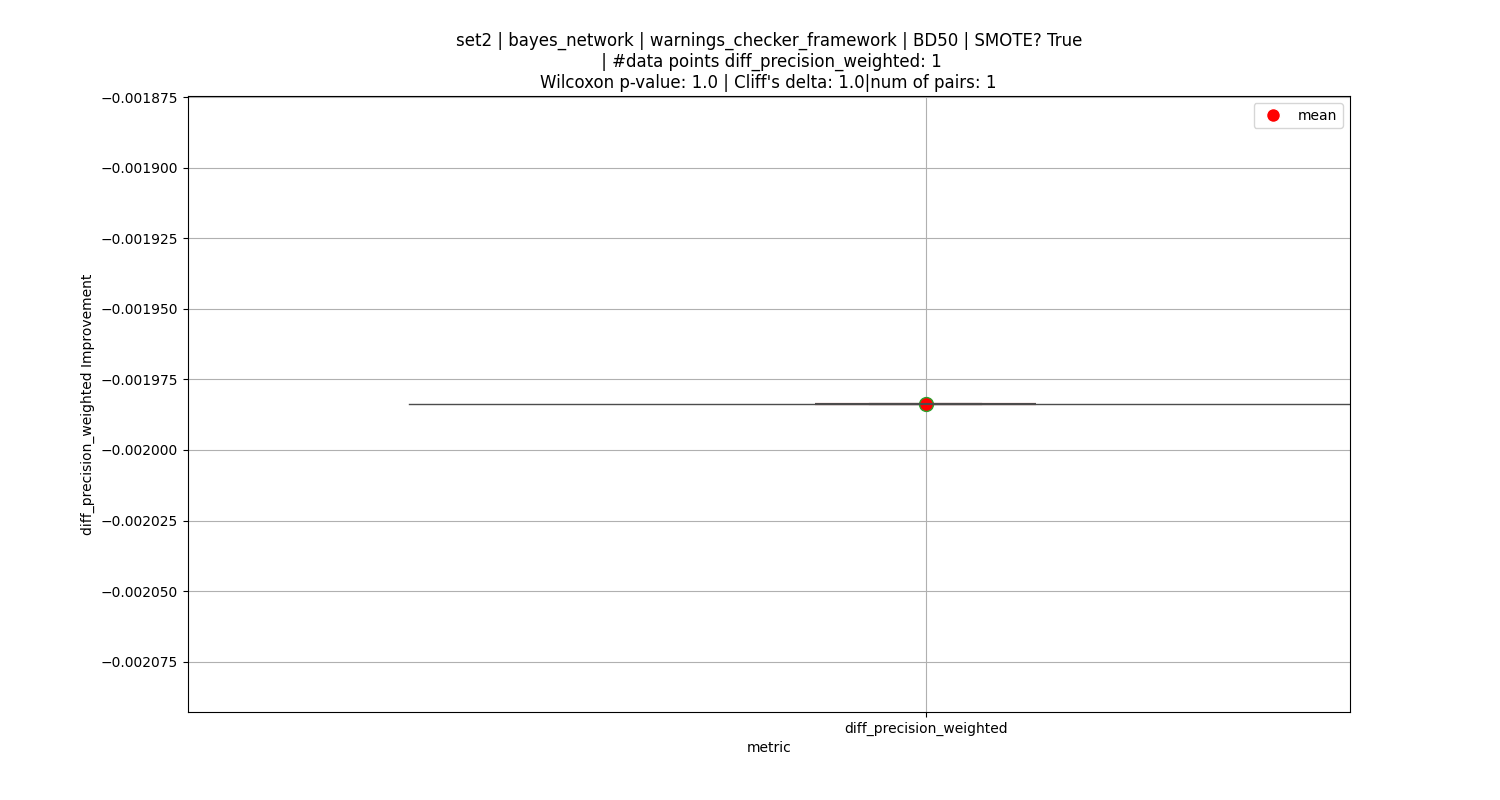 set2 | bayes_network | warnings_checker_framework | BD50 | SMOTE? True
| #data points diff_precision_weighted: 1
Wilcoxon p-value: 1.0 | Cliff's delta: 1.0|num of pairs: 1
−0.001875
mean
−0.001900
−0.001925
−0.001950
−0.001975
−0.002000
−0.002025
−0.002050
−0.002075
diff_precision_weighted Improvement
diff_precision_weighted
metric